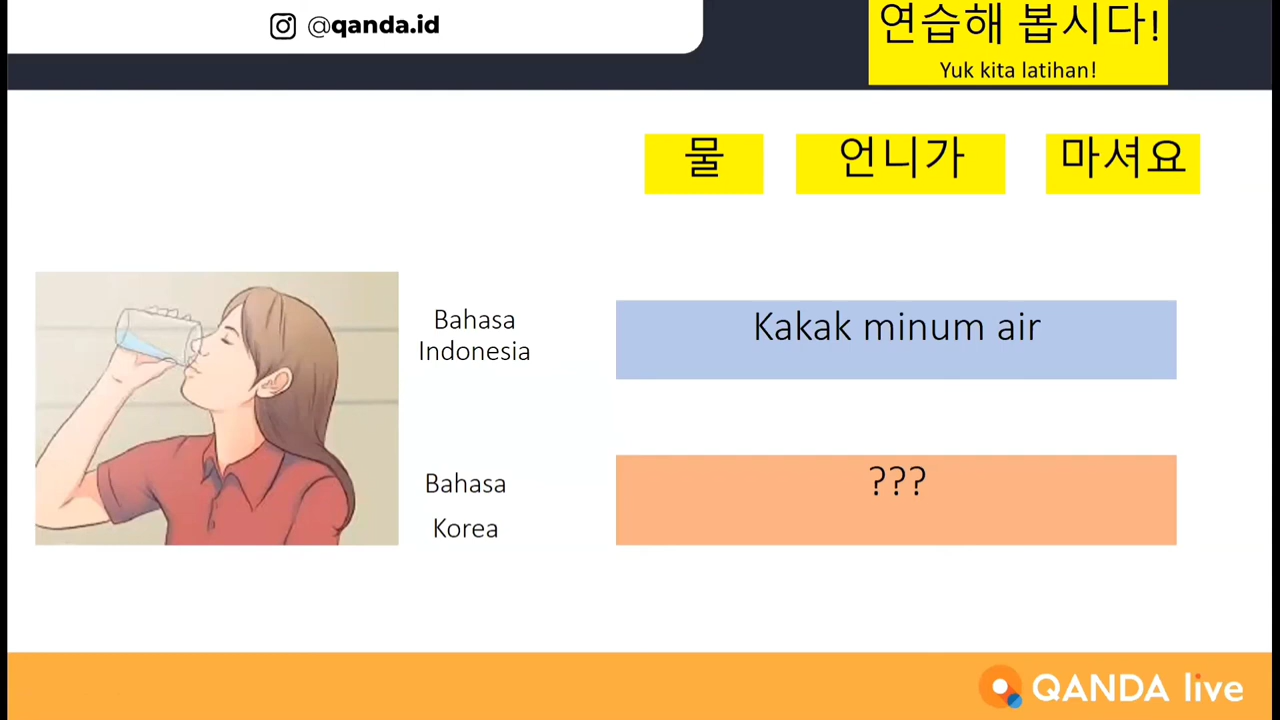 @qanda.id
연습해 봅시다!
Yuk kita latihan!
물 언니가 마셔요
Bahasa
Indonesia
Kakak minum air
Bahasa
Korea
???
QANDA live